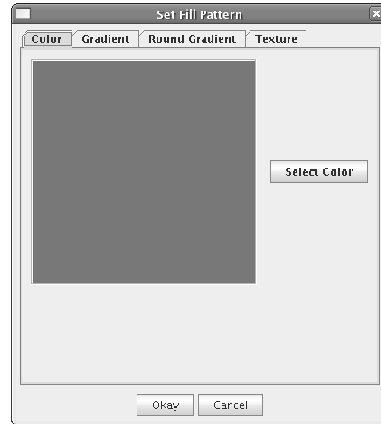 Set Fill Pattern
Color Gradient Round Gradient Texture
Select Color
Okay Cancel